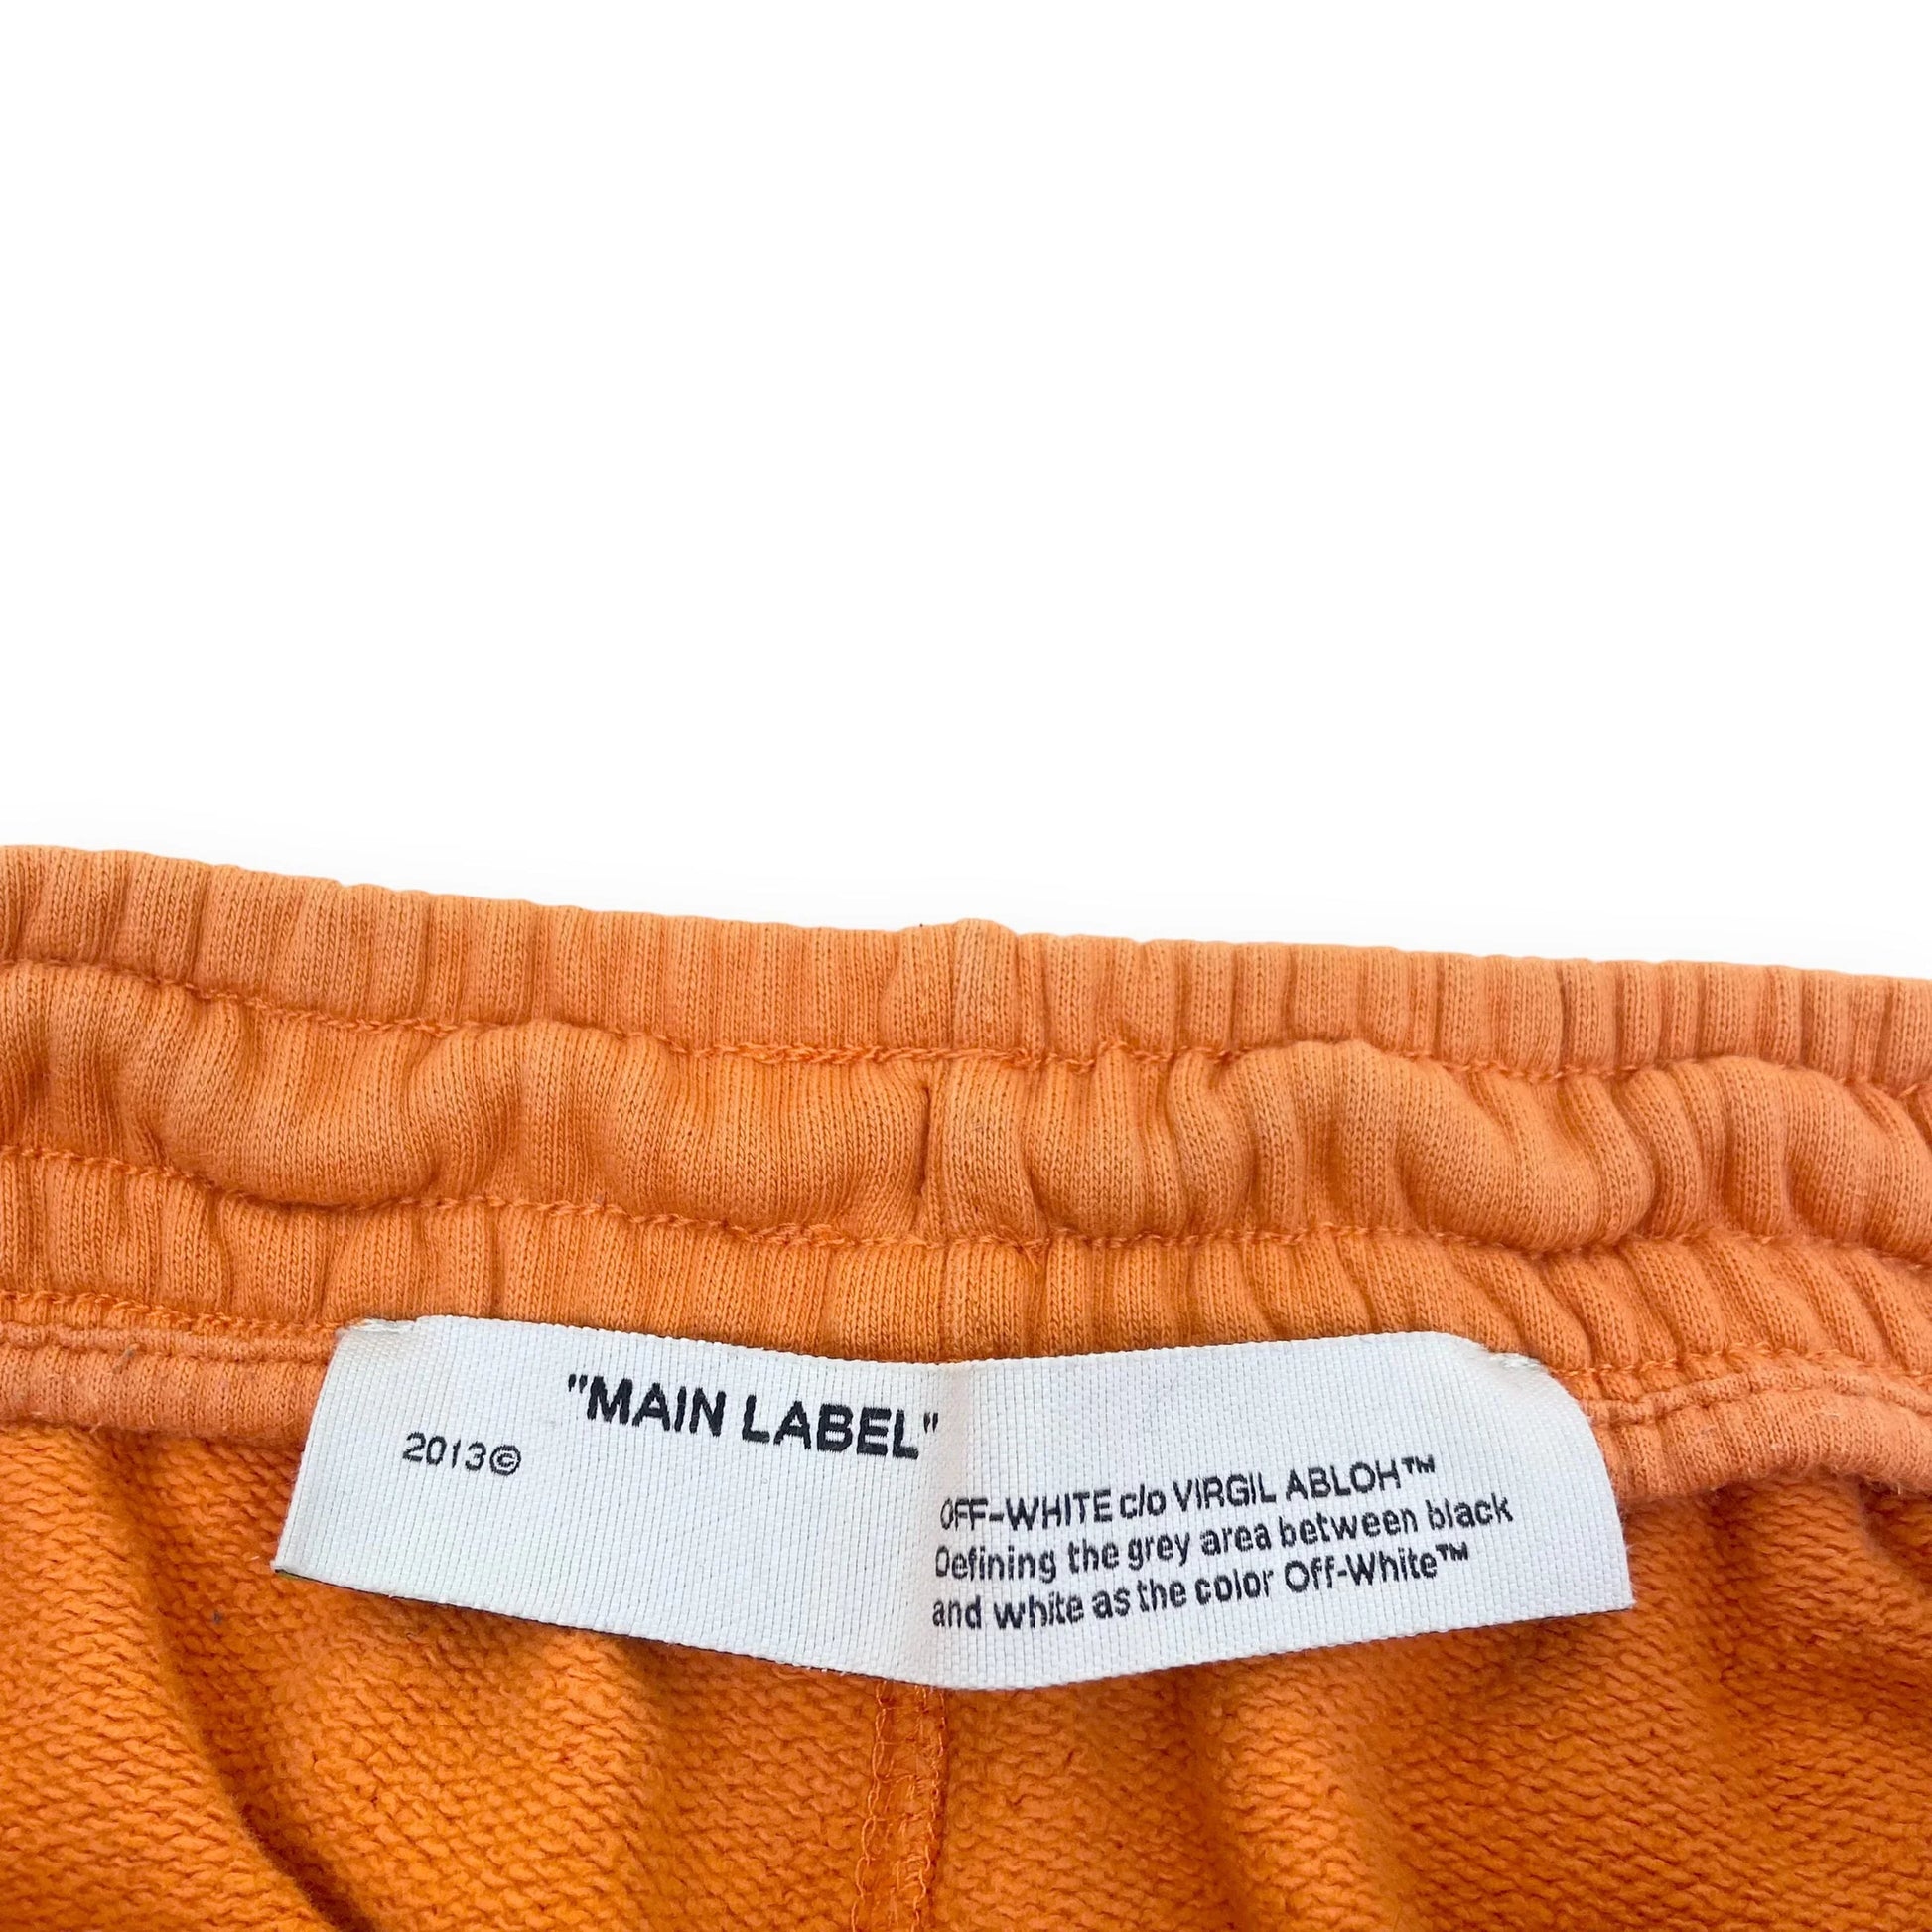 "MAIN LABEL"
2013©
OFF-WHITE c/o VIRGIL ABLOH™
Defining the grey area between black
and white as the color Off-White™